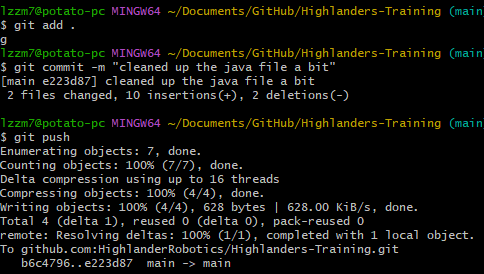 lzzm7@potato-pc MINGW64 ~/Documents/GitHub/Highlanders-Training (main
$ git add .
g
lzzm7@potato-pc MINGW64 ~/Documents/GitHub/Highlanders-Training (main
$ git commit -m "cleaned up the java file a bit"
[main e223d87] cleaned up the java file a bit
 2 files changed, 10 insertions(+), 2 deletions(-)
lzzm7@potato-pc MINGW64 ~/Documents/GitHub/Highlanders-Training (main
$ git push
Enumerating objects: 7, done.
Counting objects: 100% (7/7), done.
Delta compression using up to 16 threads
Compressing objects: 100% (4/4), done.
Writing objects: 100% (4/4), 628 bytes | 628.00 KiB/s, done.
Total 4 (delta 1), reused 0 (delta 0), pack-reused 0
remote: Resolving deltas: 100% (1/1), completed with 1 local object.
To github.com:HighlanderRobotics/Highlanders-Training.git
   b6c4796..e223d87  main -> main